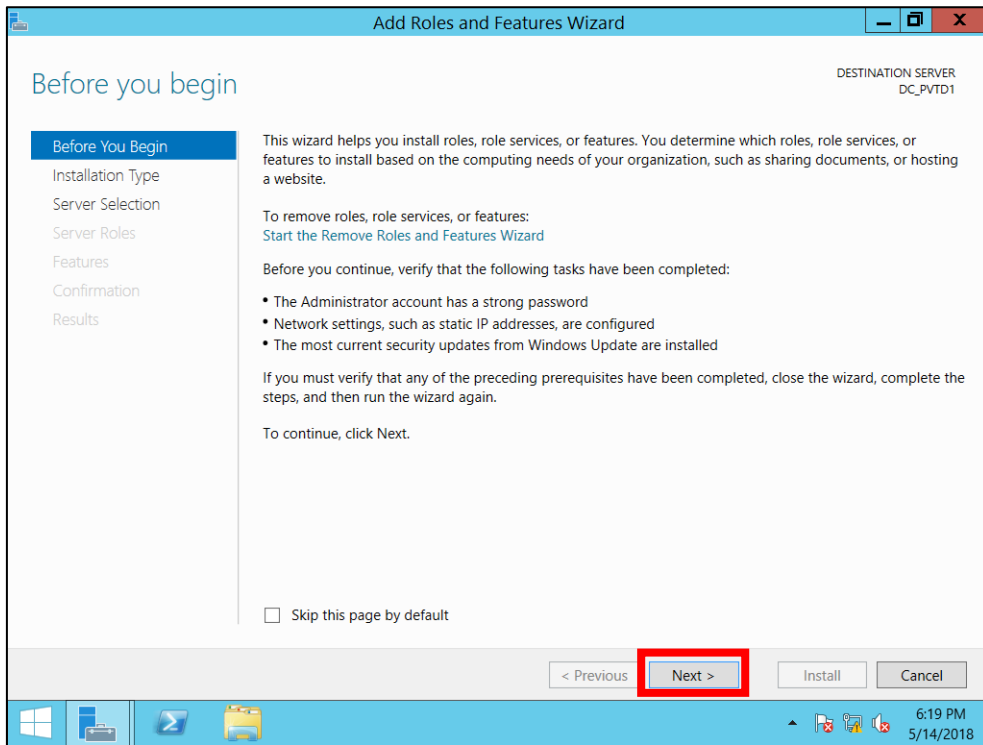 Add Roles and Features Wizard
X
Before you begin
DESTINATION SERVER
DC_PVTD1
Before You Begin
Installation Type
Server Selection
Server Roles
Features
Confirmation
Results
This wizard helps you install roles, role services, or features. You determine which roles, role services, or
features to install based on the computing needs of your organization, such as sharing documents, or hosting
a website.
To remove roles, role services, or features:
Start the Remove Roles and Features Wizard
Before you continue, verify that the following tasks have been completed:
• The Administrator account has a strong password
• Network settings, such as static IP addresses, are configured
• The most current security updates from Windows Update are installed
If you must verify that any of the preceding prerequisites have been completed, close the wizard, complete the
steps, and then run the wizard again.
To continue, click Next.
Skip this page by default
< Previous
Next >
Install
Cancel
6:19 PM
5/14/2018